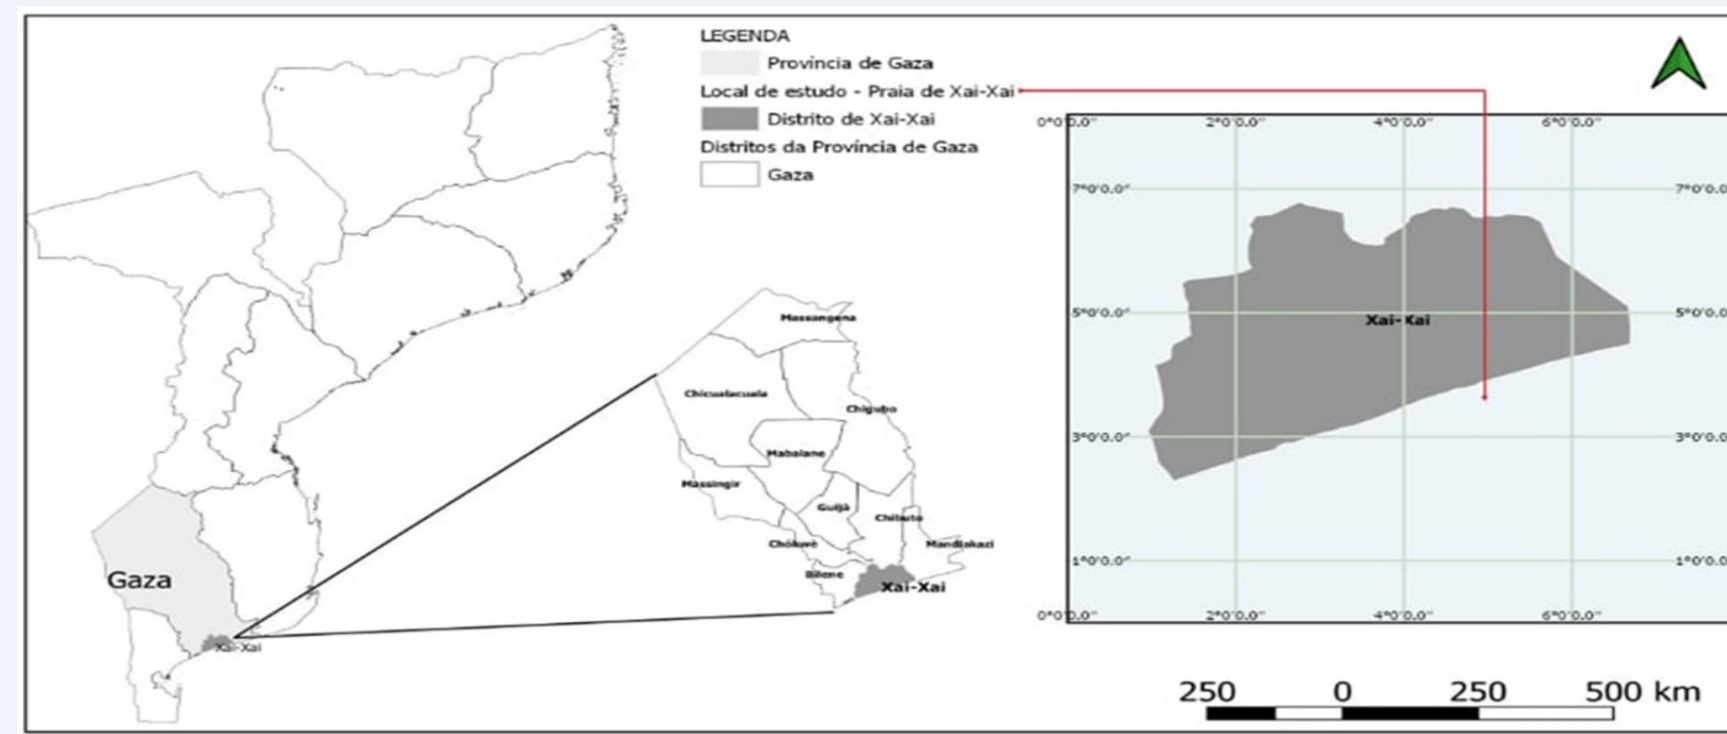 LEGENDA
Província de Gaza
Local de estudo - Praia de Xai-Xai
Distrito de Xai-Xai
Distritos da Província de Gaza
Gaza
Gaza
Xai-Xai
Massangena
Chicualacuala
Chigubo
Mabalane
Massingir
Guijà
Chibuto
Chókwè
Mandlakazi
Bilene
Xai-Xai
0°0'0.0" 2°0'0.0" 4°0'0.0" 6°0'0.0"
7°0'0.0" 7°0'0.0
5°0'0.0" 5°0'0.0
Xai-Xai
3°0'0.0" 3°0'0.0
1°0'0.0" 1°0'0.0
0°0'0.0" 2°0'0.0" 4°0'0.0" 6°0'0.0"
250 0 250 500 km